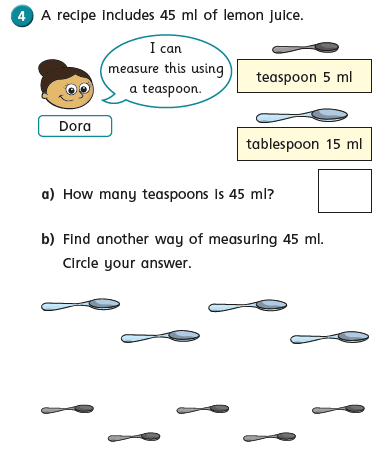 4 A recipe includes 45 ml of lemon juice.
I can
measure this using
a teaspoon.
Dora
teaspoon 5 ml
tablespoon 15 ml
a) How many teaspoons is 45 ml?
b) Find another way of measuring 45 ml.
Circle your answer.